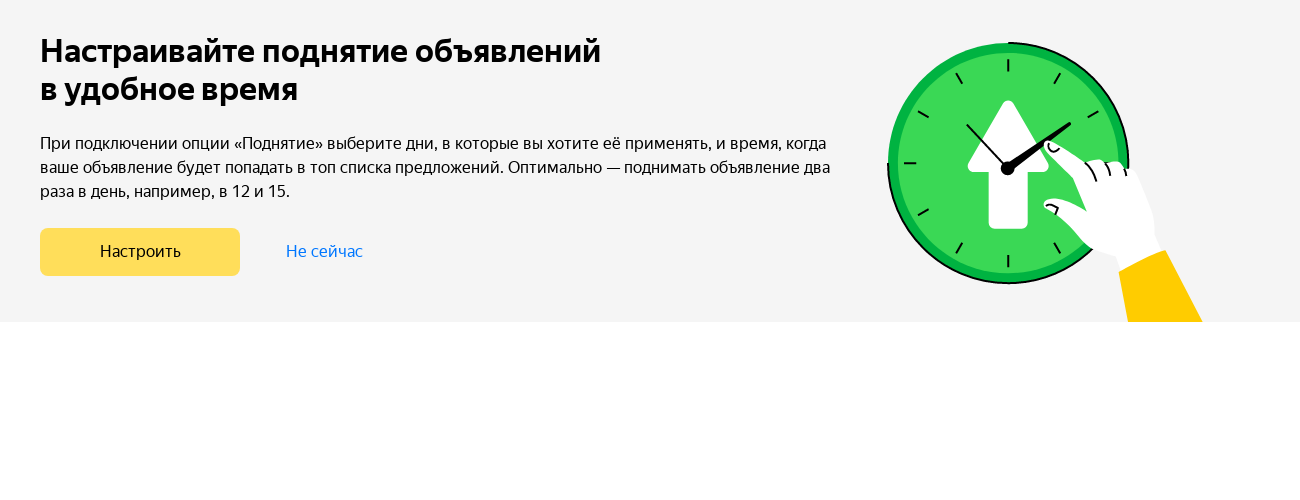 Настраивайте поднятие объявлений
в удобное время
При подключении опции «Поднятие» выберите дни, в которые вы хотите её применять, и время, когда
ваше объявление будет попадать в топ списка предложений. Оптимально — поднимать объявление два
раза в день, например, в 12 и 15.
Настроить
Не сейчас